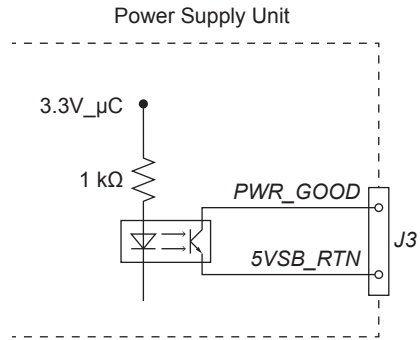 Power Supply Unit
3.3V_µC
1 kΩ
PWR_GOOD
5VSB_RTN
J3